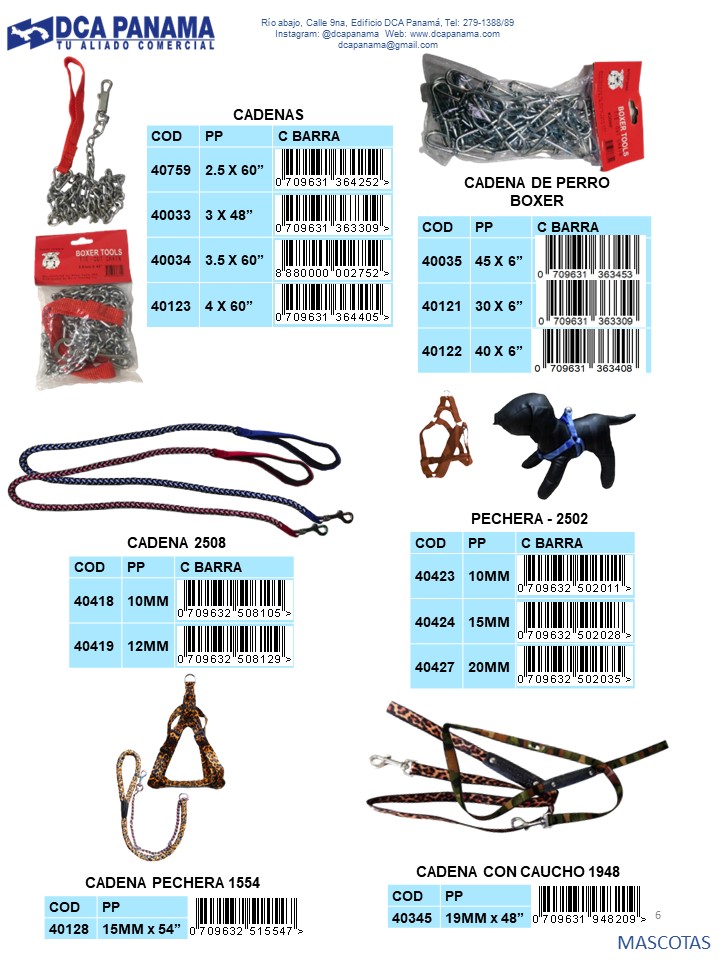 DCA PANAMA
TU ALIADO COMERCIAL
Río abajo, Calle 9na, Edificio DCA Panamá, Tel: 279-1388/89
Instagram: @dcapanama Web: www.dcapanama.com
dcapanama@gmail.com
CADENAS
COD PP C BARRA
40759 2.5 X 60” 0 709631 364252 >
40033 3 X 48” 0 709631 363309 >
40034 3.5 X 60” 8 880000 002752 >
40123 4 X 60” 0 709631 364405 >
BOXER TOOLS
BOXER TOOLS
CADENA DE PERRO
BOXER
COD PP C BARRA
40035 45 X 6” 0 709631 363453
40121 30 X 6” 0 709631 363309
40122 40 X 6” 0 709631 363408
CADENA 2508
COD PP C BARRA
40418 10MM 0 709632 508105 >
40419 12MM 0 709632 508129 >
PECHERA - 2502
COD PP C BARRA
40423 10MM 0 709632 502011 >
40424 15MM 0 709632 502028 >
40427 20MM 0 709632 502035 >
CADENA PECHERA 1554
COD PP
40128 15MM x 54” 0 709632 515547 >
CADENA CON CAUCHO 1948
COD PP
40345 19MM x 48” 0 709631 948209 >
6
MASCOTAS